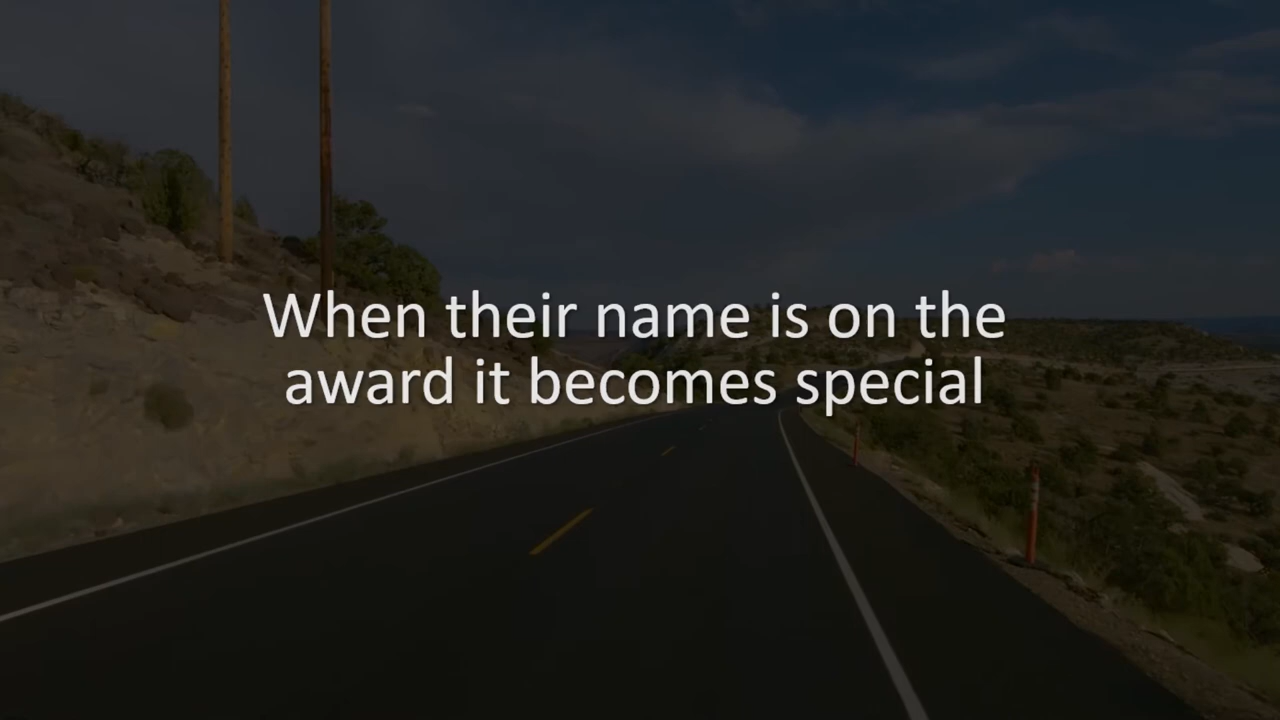 When their name is on the
award it becomes special